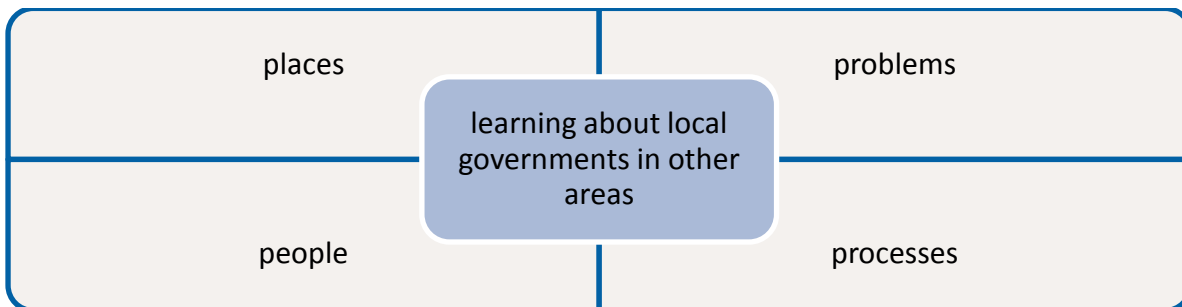 places
problems
learning about local
governments in other
areas
people
processes